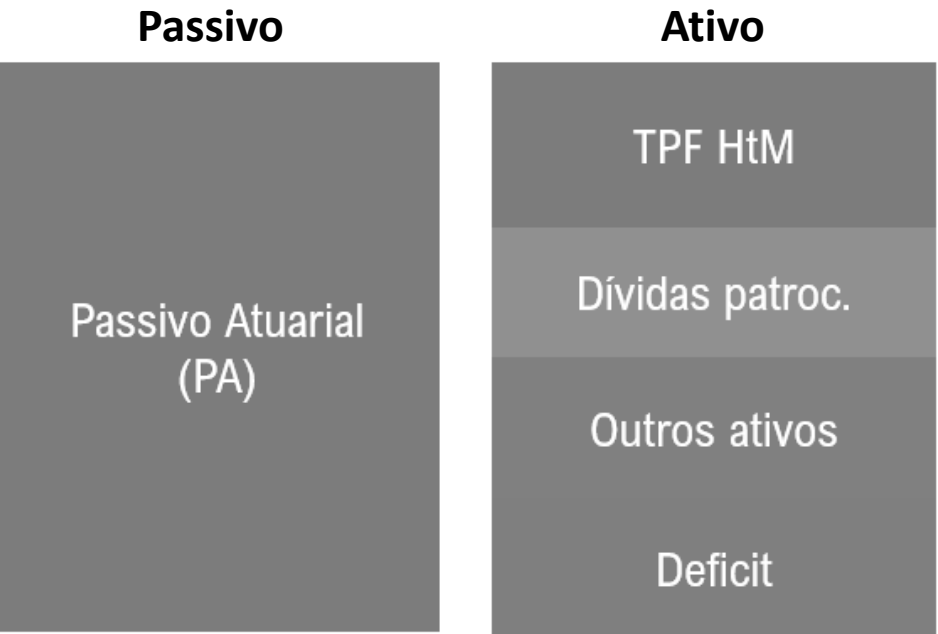 Passivo
Passivo Atuarial
(PA)
Ativo
TPF HtM
Dívidas patroc.
Outros ativos
Deficit